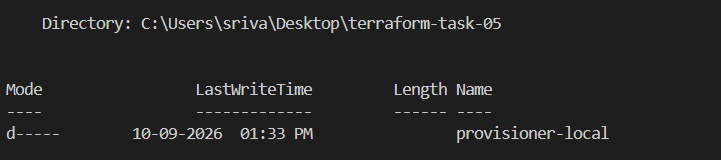 Directory: C:\Users\sriva\Desktop\terraform-task-05
Mode                 LastWriteTime         Length Name
----                 -------------         ------ ----
d-----        10-09-2026  01:33 PM                provisioner-local